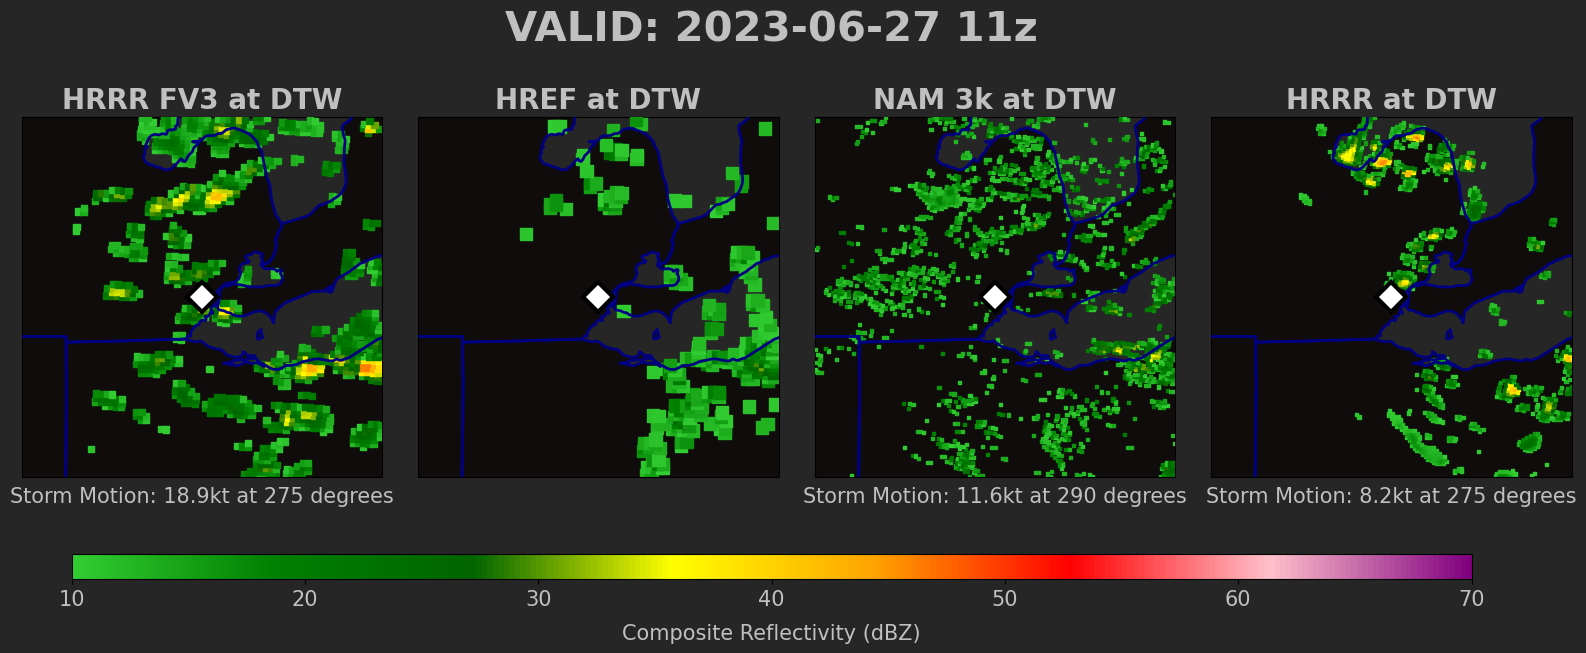 VALID: 2023-06-27 11z
HRRR FV3 at DTW
HREF at DTW
NAM 3k at DTW
HRRR at DTW
Storm Motion: 18.9kt at 275 degrees
Storm Motion: 11.6kt at 290 degrees
Storm Motion: 8.2kt at 275 degrees
10 20 30 40 50 60 70
Composite Reflectivity (dBZ)